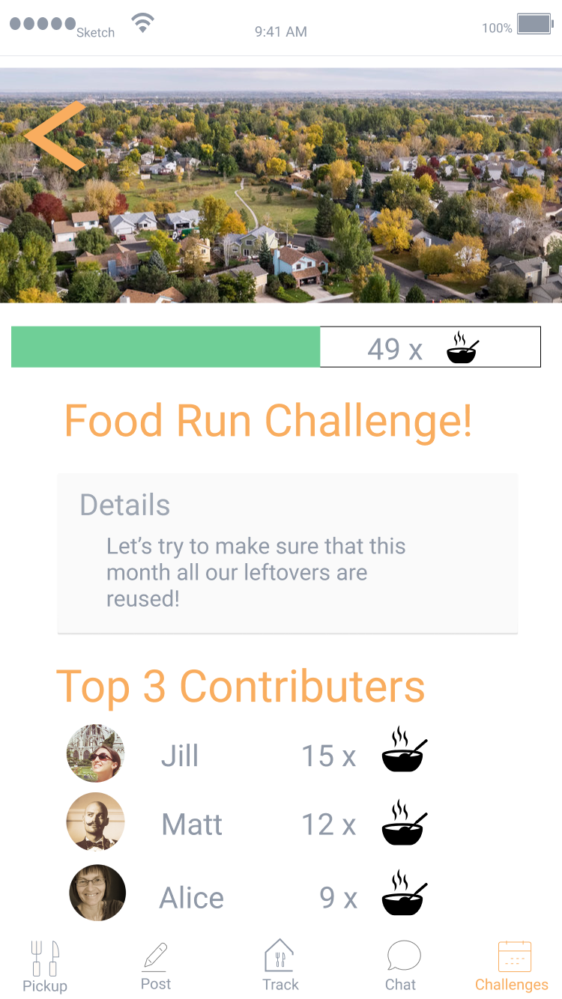 Sketch
9:41 AM
100%
49 x
Food Run Challenge!
Details
Let’s try to make sure that this
month all our leftovers are
reused!
Top 3 Contributers
Jill 15 x
Matt 12 x
Alice 9 x
Pickup Post Track Chat Challenges